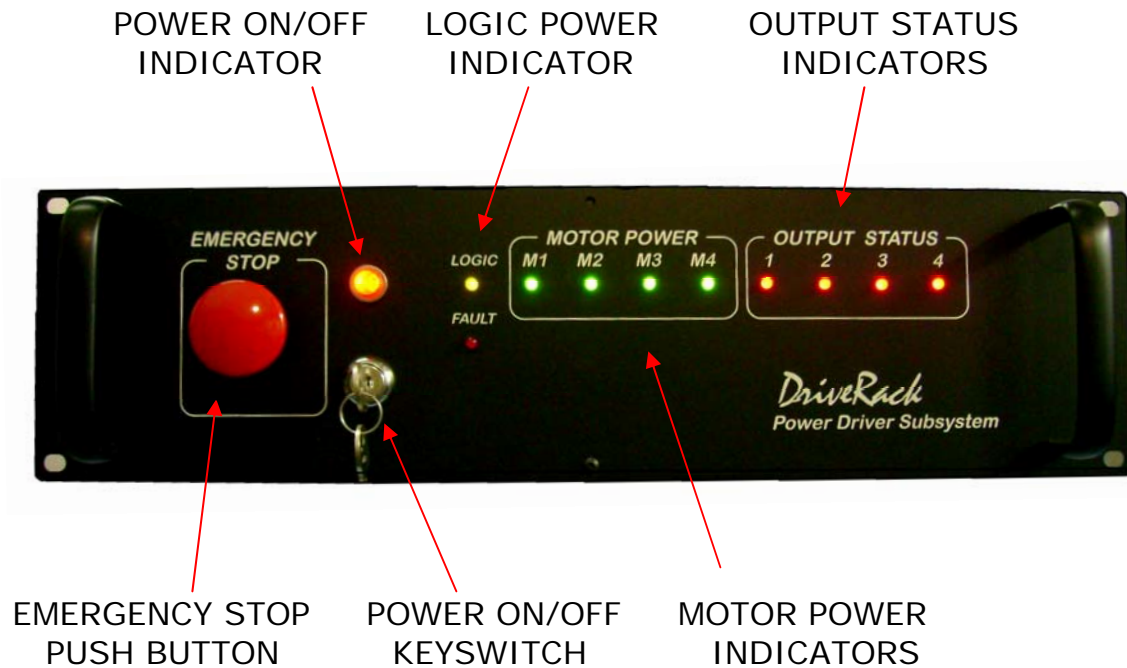 POWER ON/OFF
INDICATOR
LOGIC POWER
INDICATOR
OUTPUT STATUS
INDICATORS
EMERGENCY
STOP
LOGIC
FAULT
MOTOR POWER
M1 M2 M3 M4
OUTPUT STATUS
1 2 3 4
DriveRack
Power Driver Subsystem
EMERGENCY STOP
PUSH BUTTON
POWER ON/OFF
KEYSWITCH
MOTOR POWER
INDICATORS